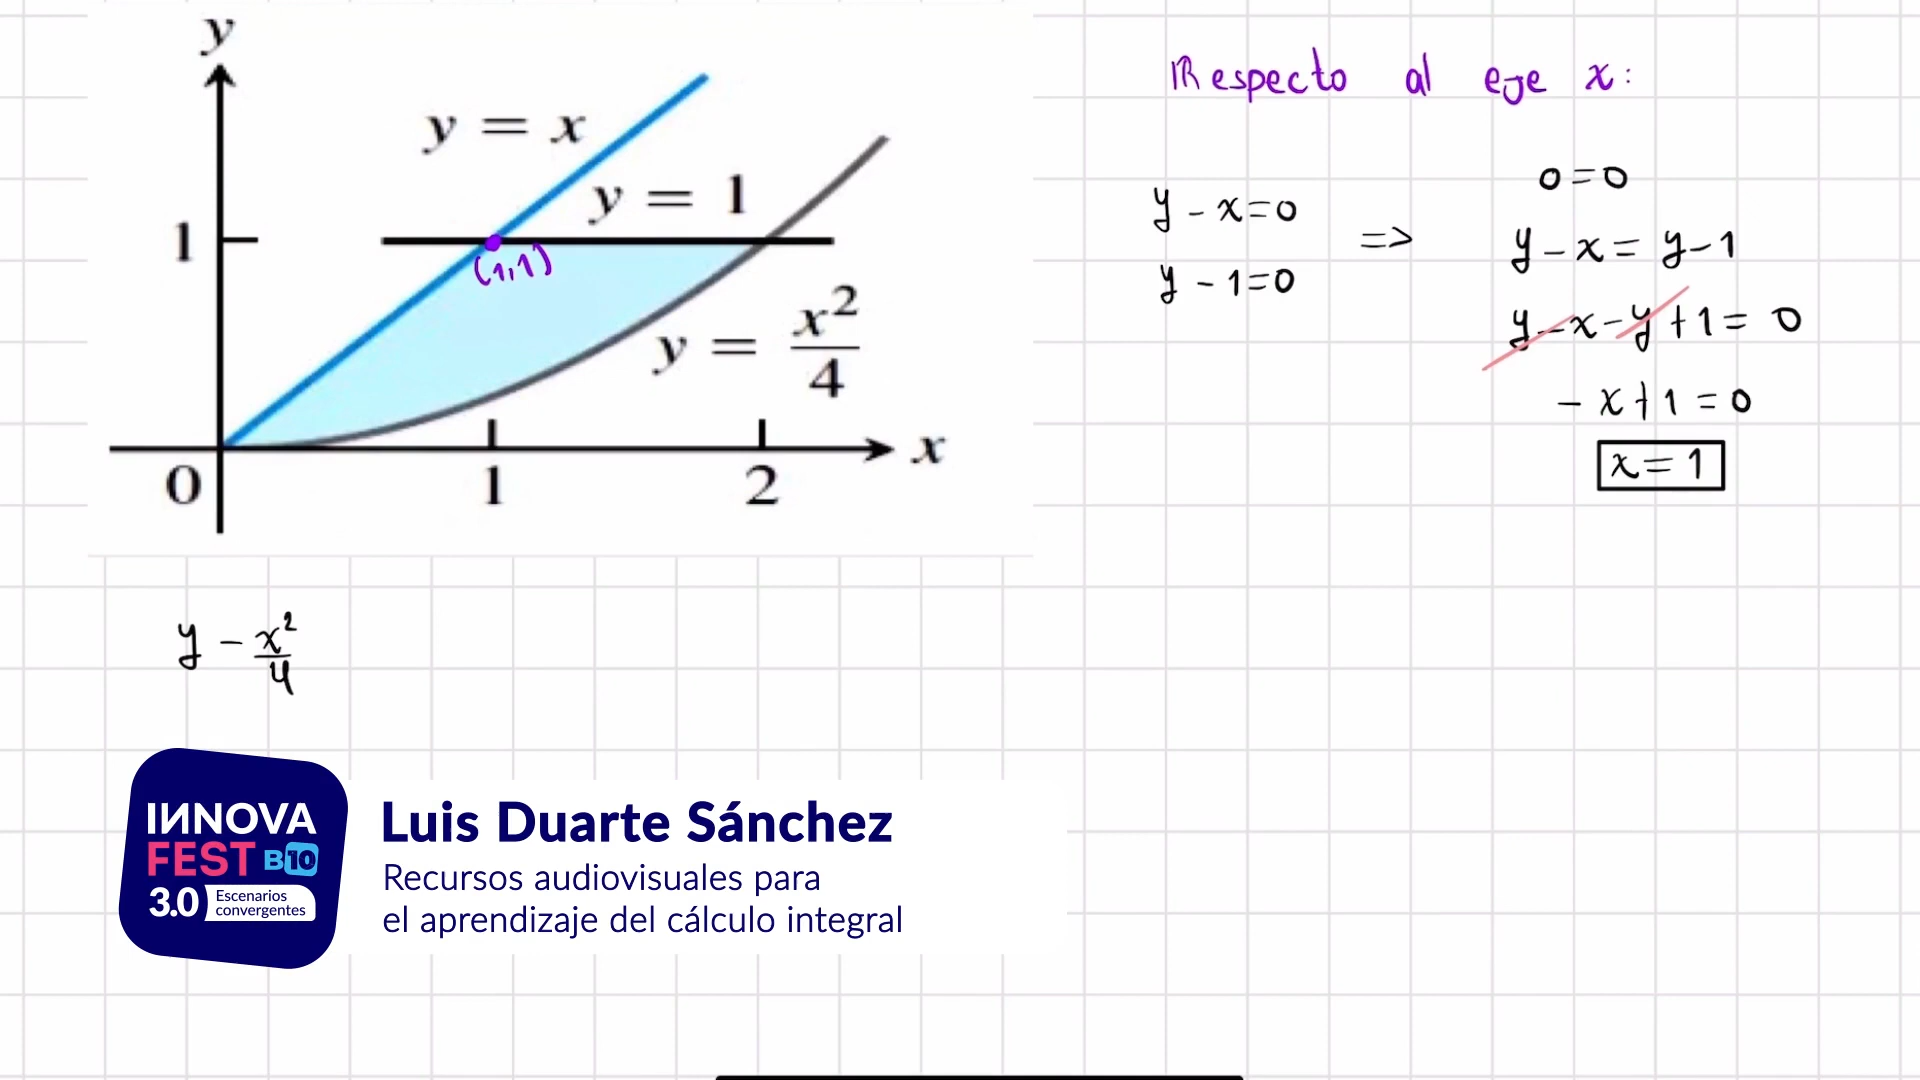 y
y = x
y = 1
1
(1,1)
y = x²/4
x
0
1
2
Respecto al eje x:
y - x = 0
y - 1 = 0
=>
0 = 0
y - x = y - 1
y - x - y + 1 = 0
- x + 1 = 0
x = 1
y - x²/4
INNOVA
FEST B10
3.0 Escenarios
convergentes
Luis Duarte Sánchez
Recursos audiovisuales para
el aprendizaje del cálculo integral